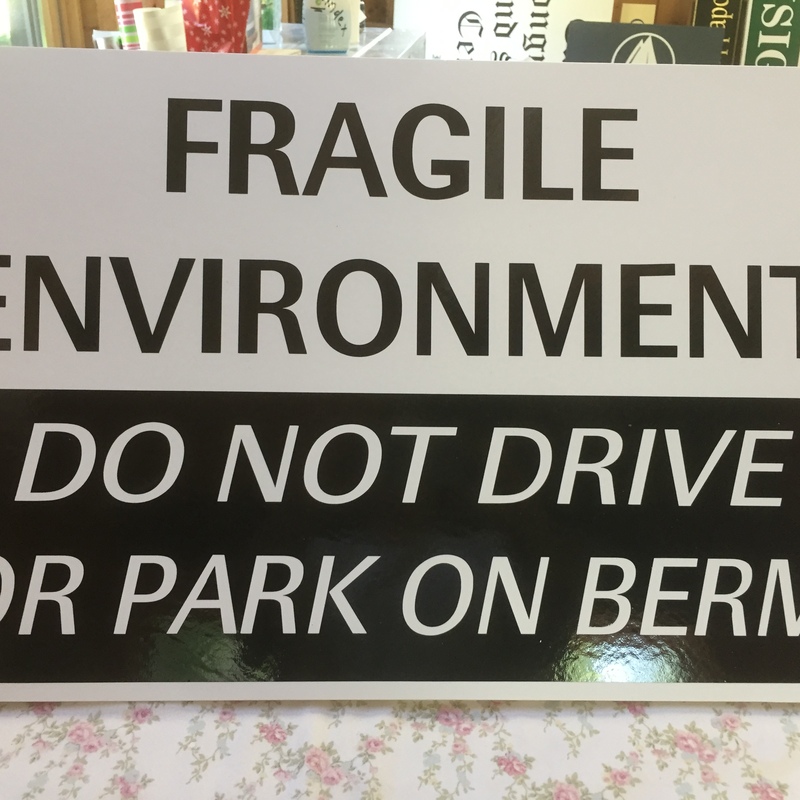 FRAGILE
ENVIRONMENT
DO NOT DRIVE
OR PARK ON BERM